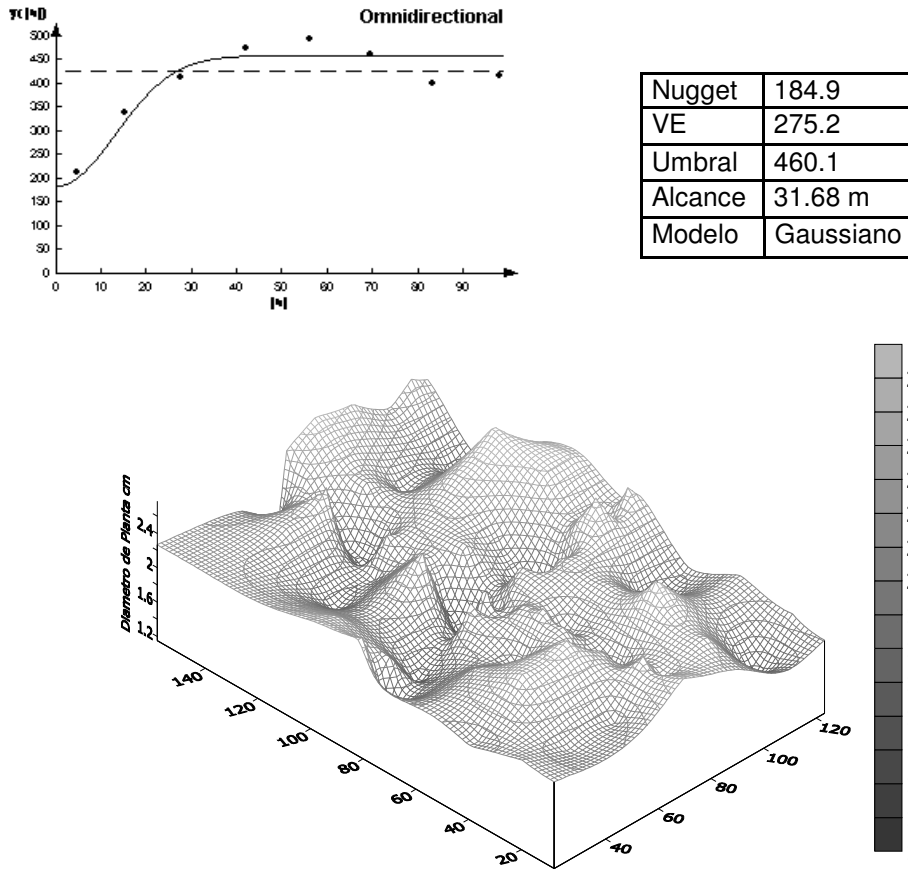 γ(|h|)
Omnidirectional
500
450
400
350
300
250
200
150
100
50
0
0 10 20 30 40 50 60 70 80 90
|h|
Nugget 184.9
VE 275.2
Umbral 460.1
Alcance 31.68 m
Modelo Gaussiano
Diametro de Planta cm
2.4
2
1.6
1.2
140
120
100
80
60
40
20
40
60
80
100
120